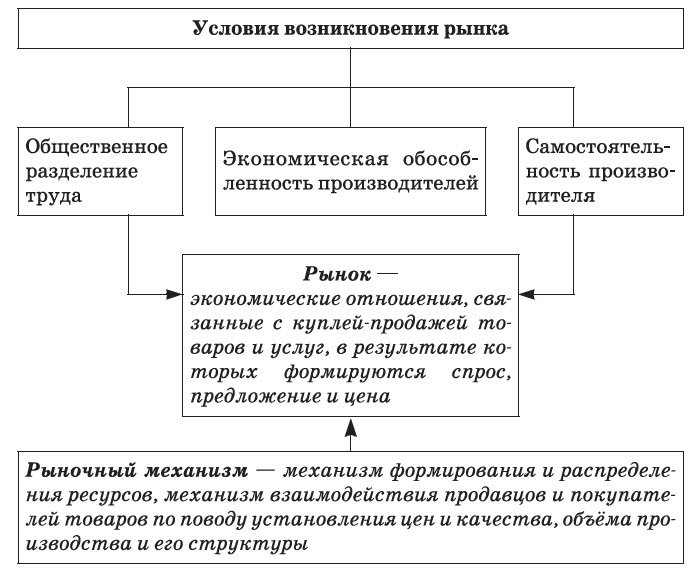 Условия возникновения рынка
Общественное
разделение
труда
Экономическая обособ-
ленность производителей
Самостоятель-
ность произво-
дителя
Рынок —
экономические отношения, свя-
занные с куплей-продажей то-
варов и услуг, в результате ко-
торых формируются спрос,
предложение и цена
Рыночный механизм — механизм формирования и распределе-
ния ресурсов, механизм взаимодействия продавцов и покупате-
лей товаров по поводу установления цен и качества, объёма про-
изводства и его структуры